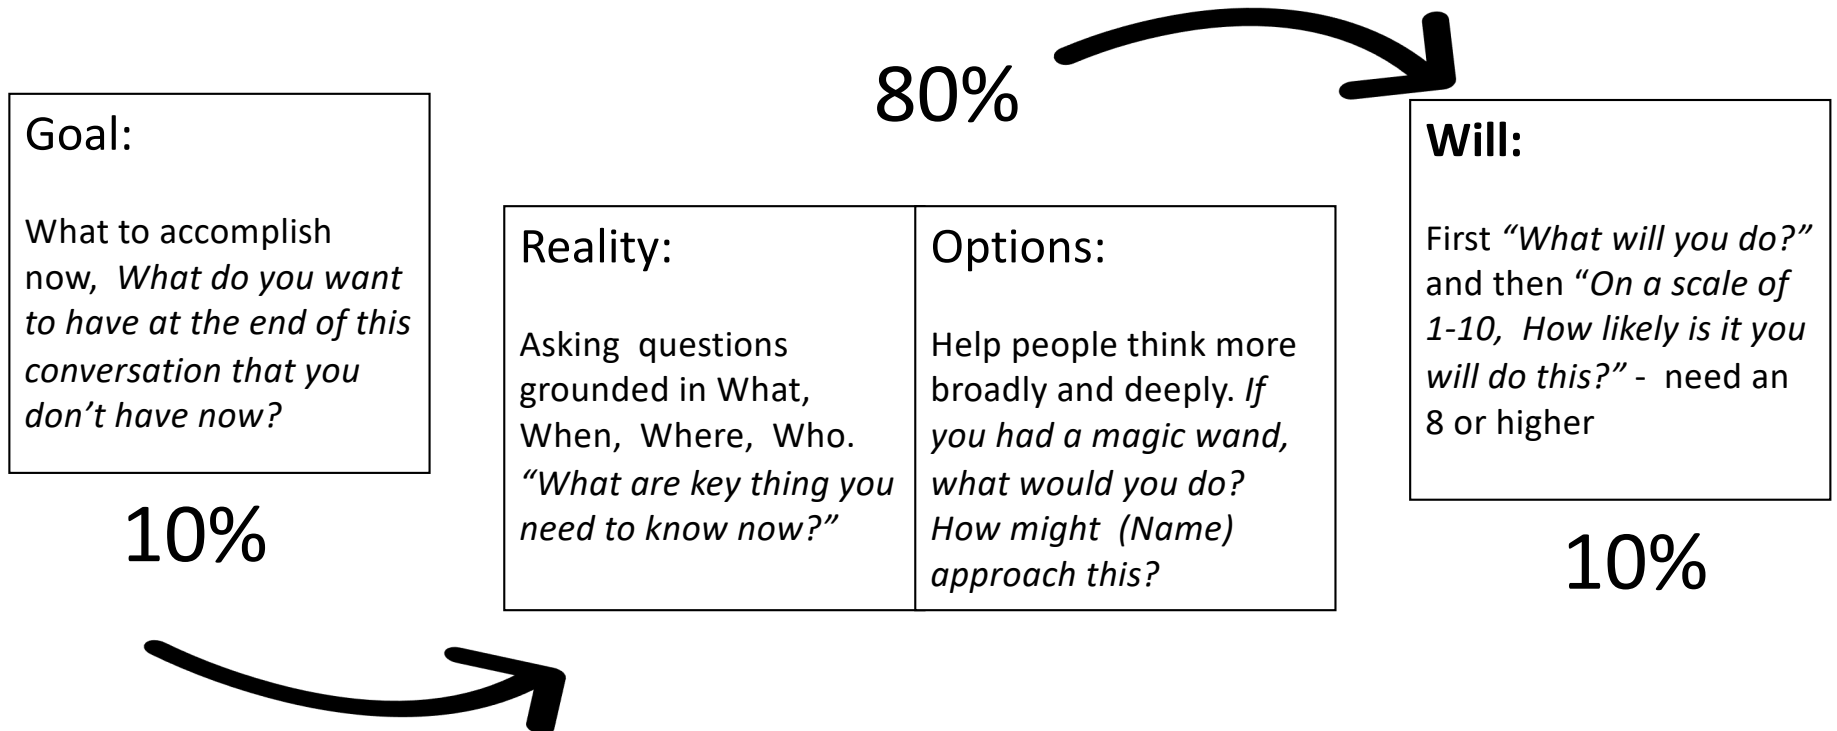 Goal:
What to accomplish
now,  What do you want
to have at the end of this
conversation that you
don’t have now?
10%
80%
Reality:
Asking  questions
grounded in What,
When,  Where,  Who.
“What are key thing you
need to know now?”
Options:
Help people think more
broadly and deeply. If
you had a magic wand,
what would you do?
How might  (Name)
approach this?
Will:
First “What will you do?”
and then “On a scale of
1-10,  How likely is it you
will do this?” -  need an
8 or higher
10%